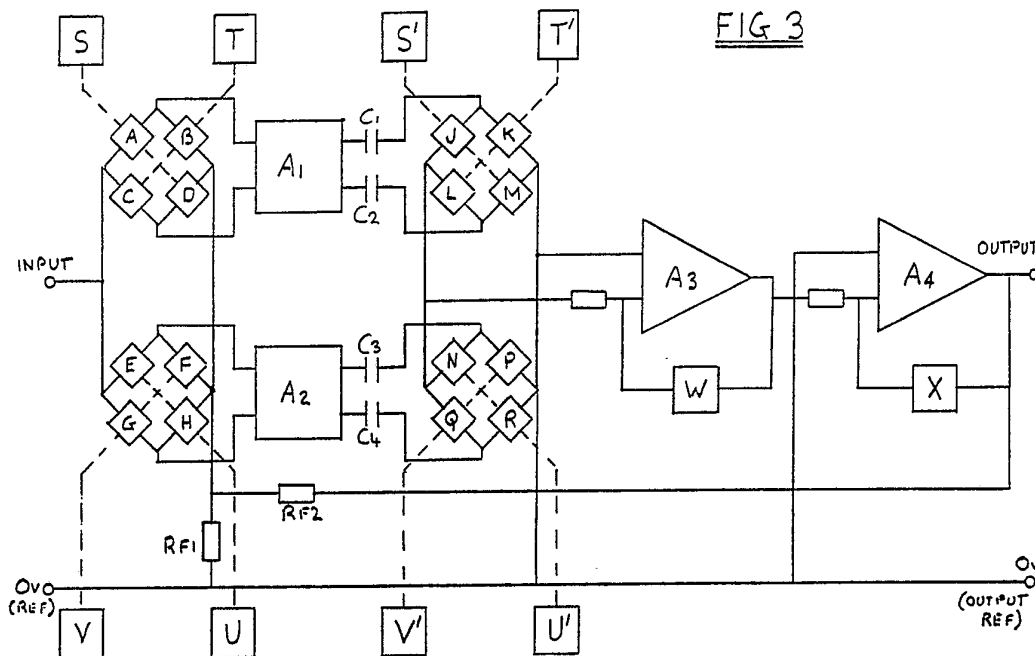 FIG 3
S T S' T'
A B
C D
A1
C1
C2
J K
L M
INPUT
A3
A4
OUTPUT
E F
G H
A2
C3
C4
N P
Q R
W
X
RF2
RF1
0V
(REF)
0V
(OUTPUT
REF)
V U V' U'